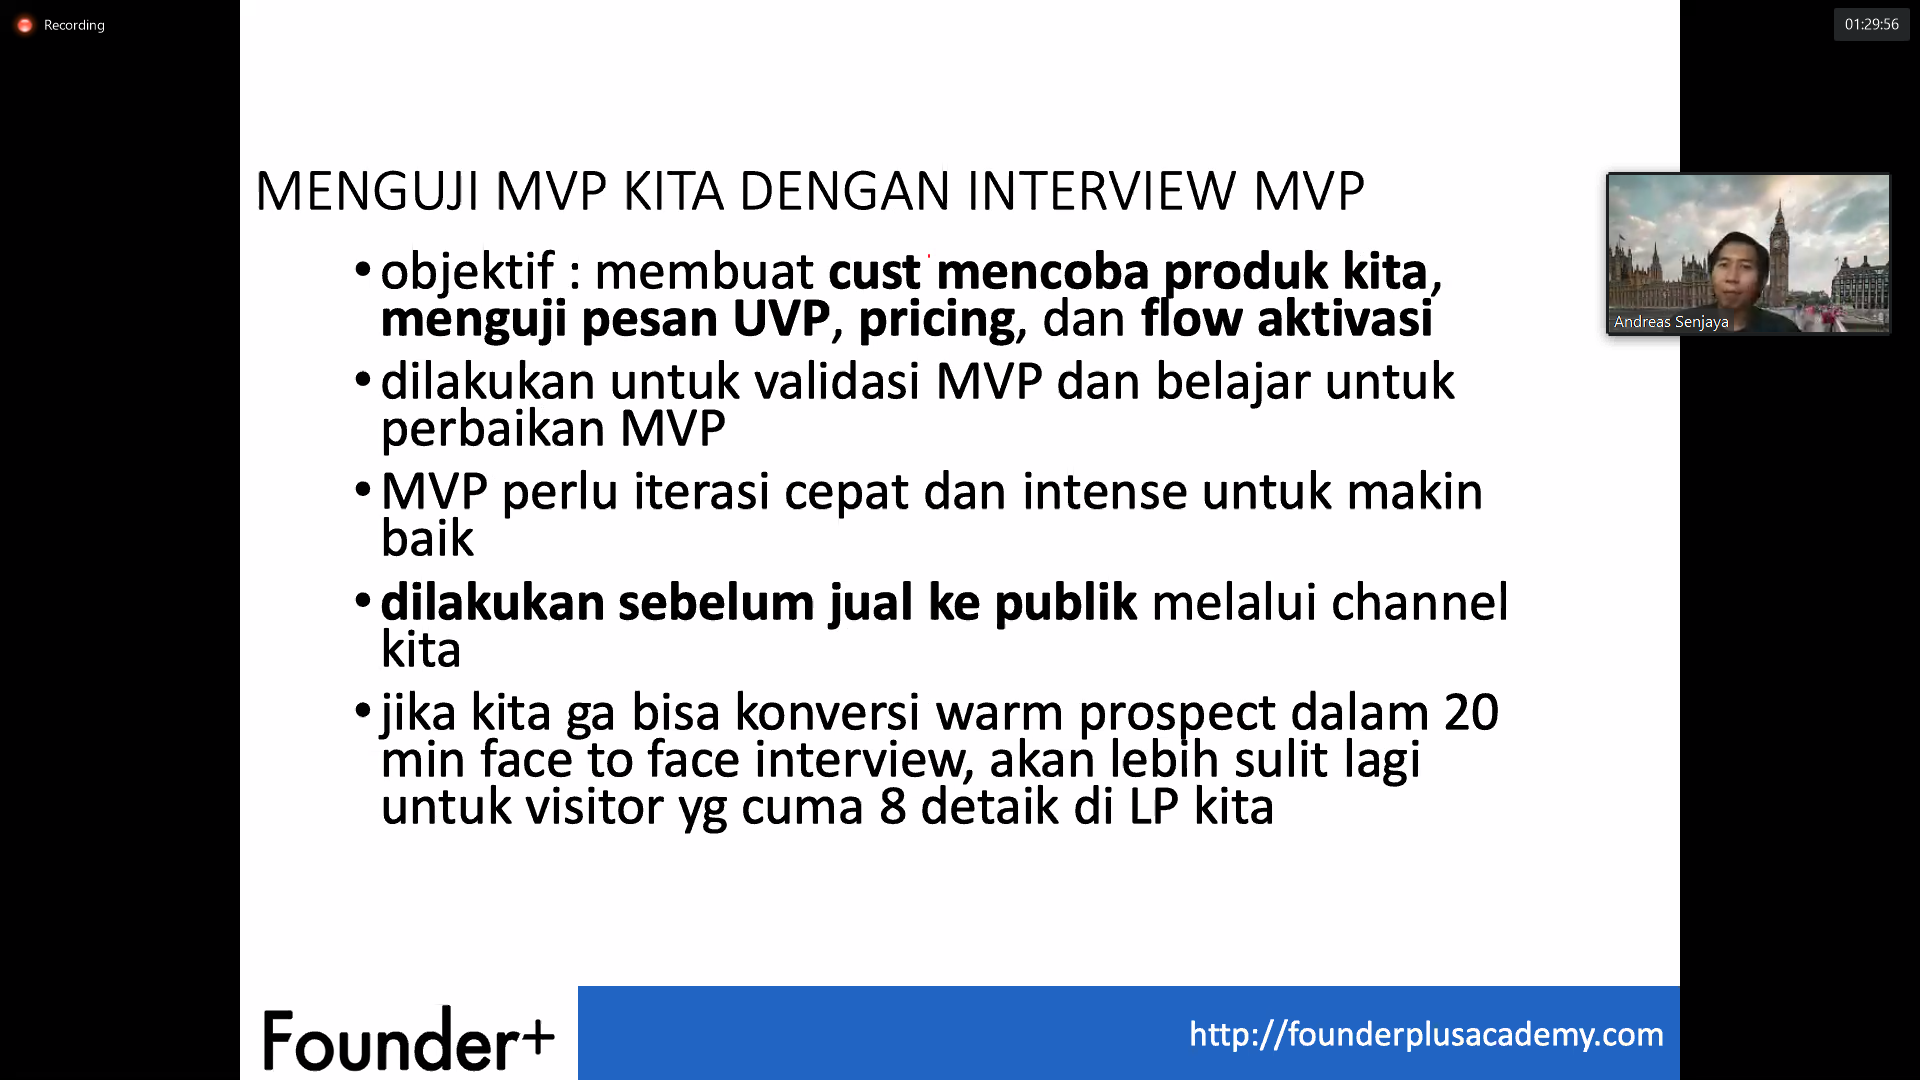 Recording
01:29:56
MENGUJI MVP KITA DENGAN INTERVIEW MVP
• objektif : membuat cust mencoba produk kita,
menguji pesan UVP, pricing, dan flow aktivasi
• dilakukan untuk validasi MVP dan belajar untuk
perbaikan MVP
• MVP perlu iterasi cepat dan intense untuk makin
baik
• dilakukan sebelum jual ke publik melalui channel
kita
• jika kita ga bisa konversi warm prospect dalam 20
min face to face interview, akan lebih sulit lagi
untuk visitor yg cuma 8 detaik di LP kita
Andreas Senjaya
Founder+
http://founderplusacademy.com